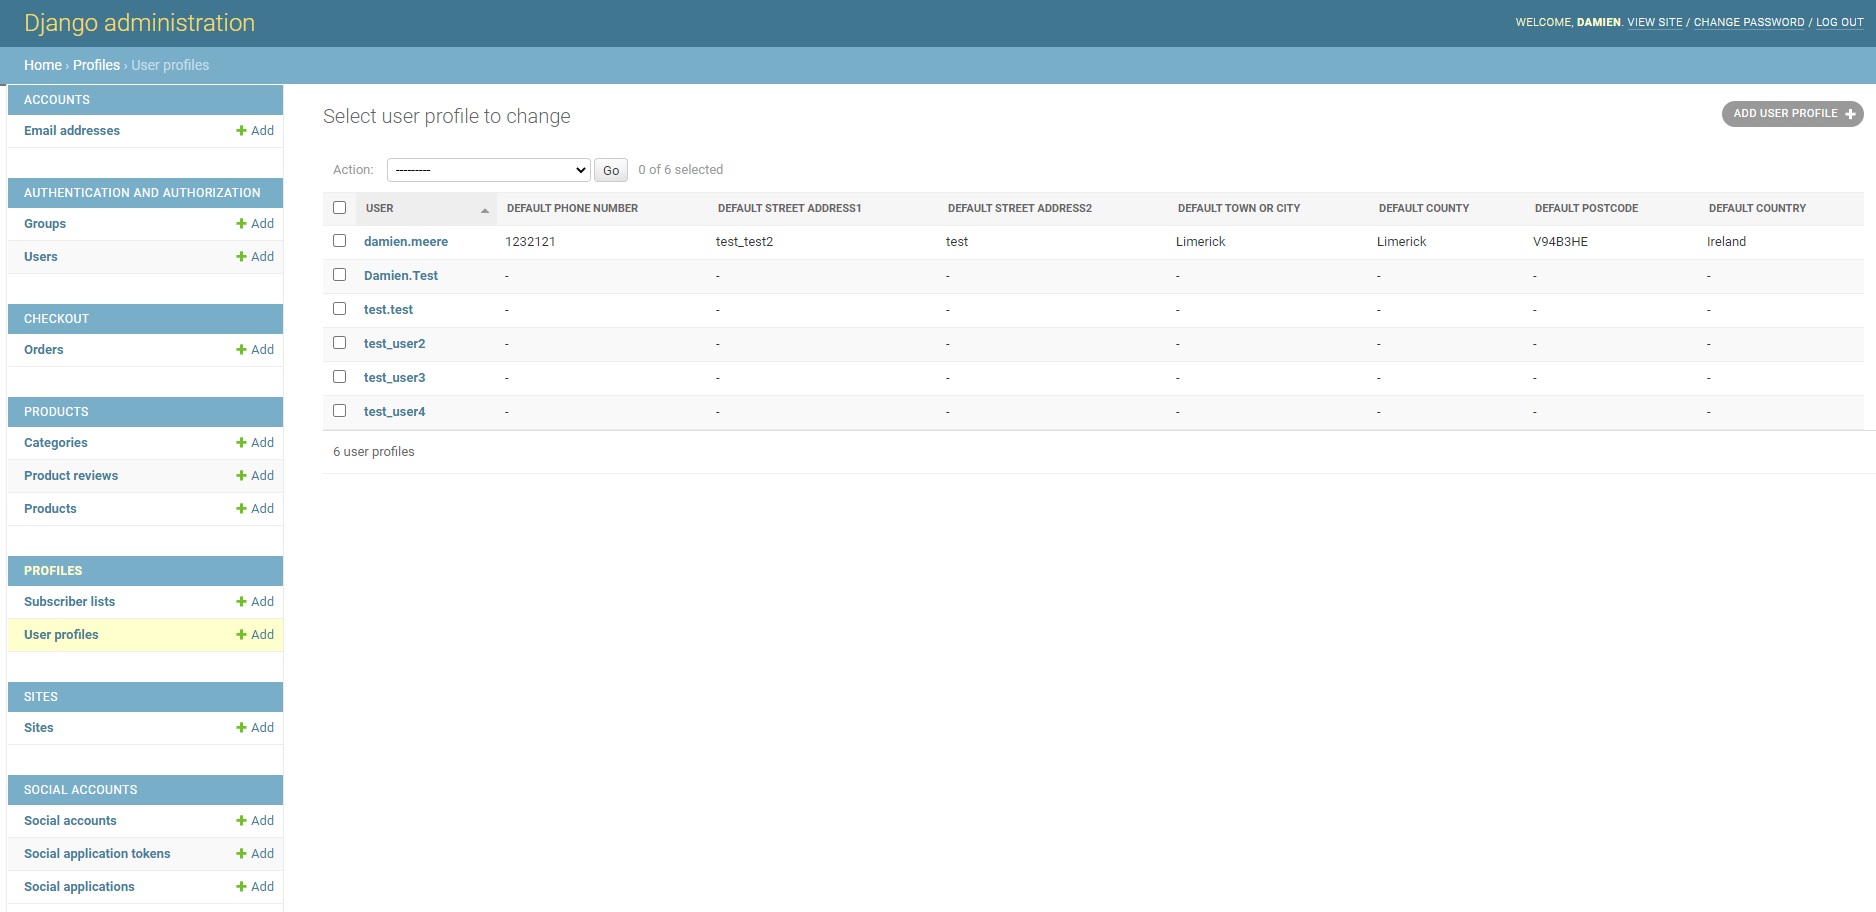 Django administration
WELCOME, DAMIEN. VIEW SITE / CHANGE PASSWORD / LOG OUT
Home › Profiles › User profiles
ACCOUNTS
Email addresses Add
AUTHENTICATION AND AUTHORIZATION
Groups Add
Users Add
CHECKOUT
Orders Add
PRODUCTS
Categories Add
Product reviews Add
Products Add
PROFILES
Subscriber lists Add
User profiles Add
SITES
Sites Add
SOCIAL ACCOUNTS
Social accounts Add
Social application tokens Add
Social applications Add
Select user profile to change
ADD USER PROFILE
Action: --------- Go 0 of 6 selected
USER DEFAULT PHONE NUMBER DEFAULT STREET ADDRESS1 DEFAULT STREET ADDRESS2 DEFAULT TOWN OR CITY DEFAULT COUNTY DEFAULT POSTCODE DEFAULT COUNTRY
damien.meere 1232121 test_test2 test Limerick Limerick V94B3HE Ireland
Damien.Test - - - - - - -
test.test - - - - - - -
test_user2 - - - - - - -
test_user3 - - - - - - -
test_user4 - - - - - - -
6 user profiles